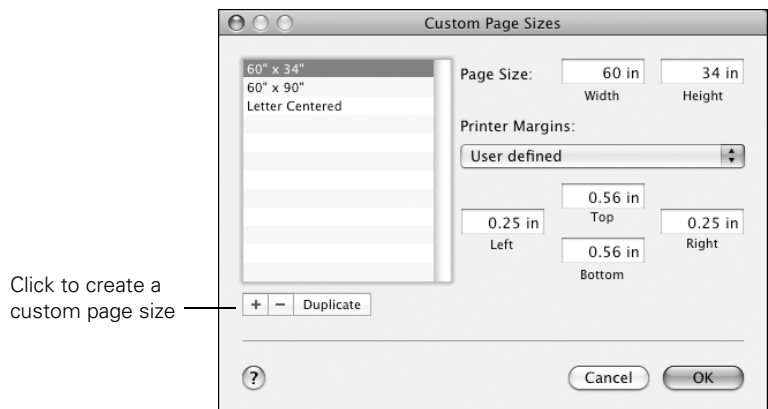 Custom Page Sizes
60" x 34"
60" x 90"
Letter Centered
Page Size:
60 in
34 in
Width
Height
Printer Margins:
User defined
0.56 in
Top
0.25 in
Left
0.25 in
Right
0.56 in
Bottom
Click to create a
custom page size
+ − Duplicate
?
Cancel
OK